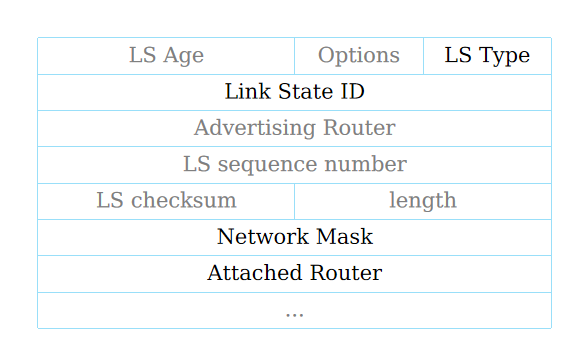 LS Age Options LS Type
Link State ID
Advertising Router
LS sequence number
LS checksum length
Network Mask
Attached Router
...